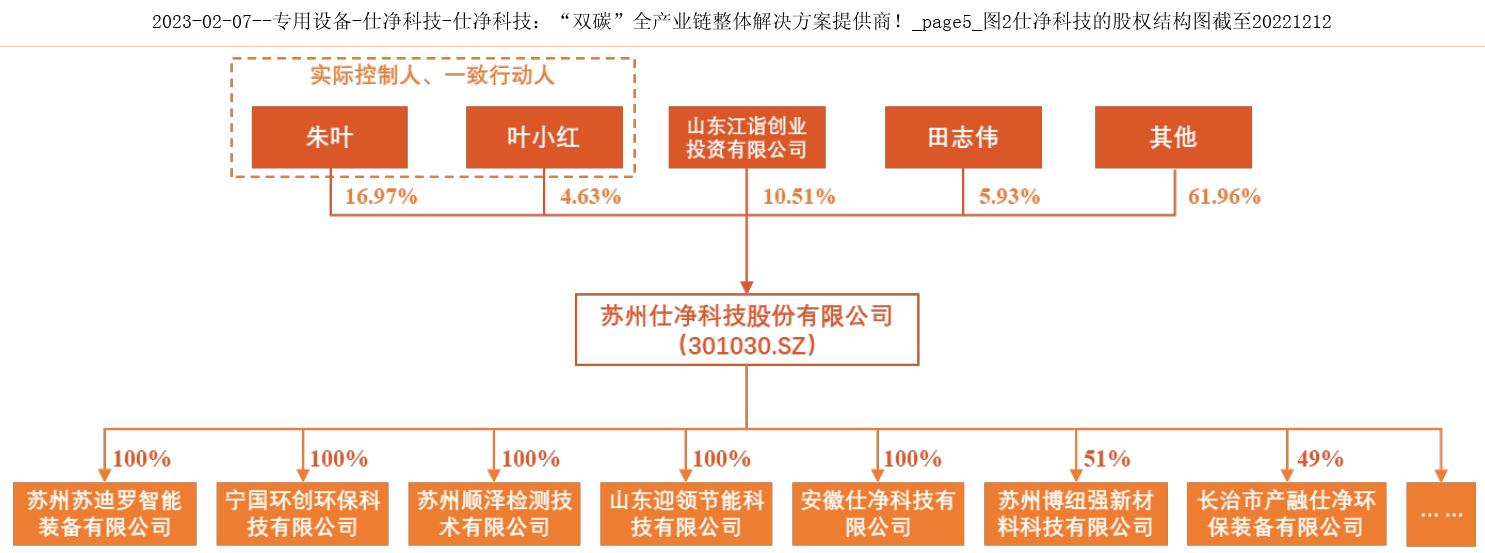 2023-02-07--专用设备-仕净科技-仕净科技：“双碳”全产业链整体解决方案提供商！_page5_图2仕净科技的股权结构图截至20221212
实际控制人、一致行动人
朱叶
叶小红
山东江诣创业
投资有限公司
田志伟
其他
16.97%
4.63%
10.51%
5.93%
61.96%
苏州仕净科技股份有限公司
（301030.SZ）
100%
100%
100%
100%
100%
51%
49%
苏州苏迪罗智能
装备有限公司
宁国环创环保科
技有限公司
苏州顺泽检测技
术有限公司
山东迎领节能科
技有限公司
安徽仕净科技有
限公司
苏州博纽强新材
料科技有限公司
长治市产融仕净环
保装备有限公司
... ...